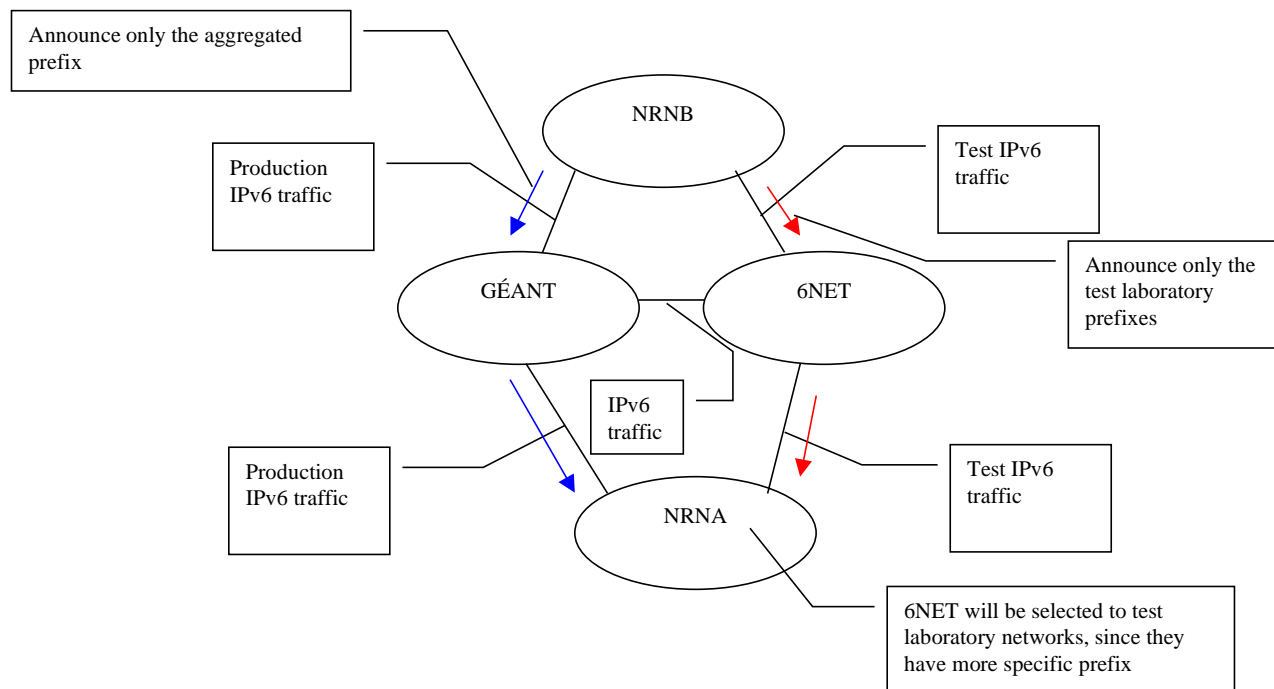 Announce only the aggregated
prefix
NRNB
Production
IPv6 traffic
Test IPv6
traffic
GÉANT
6NET
Announce only the
test laboratory
prefixes
IPv6
traffic
Production
IPv6 traffic
Test IPv6
traffic
NRNA
6NET will be selected to test
laboratory networks, since they
have more specific prefix